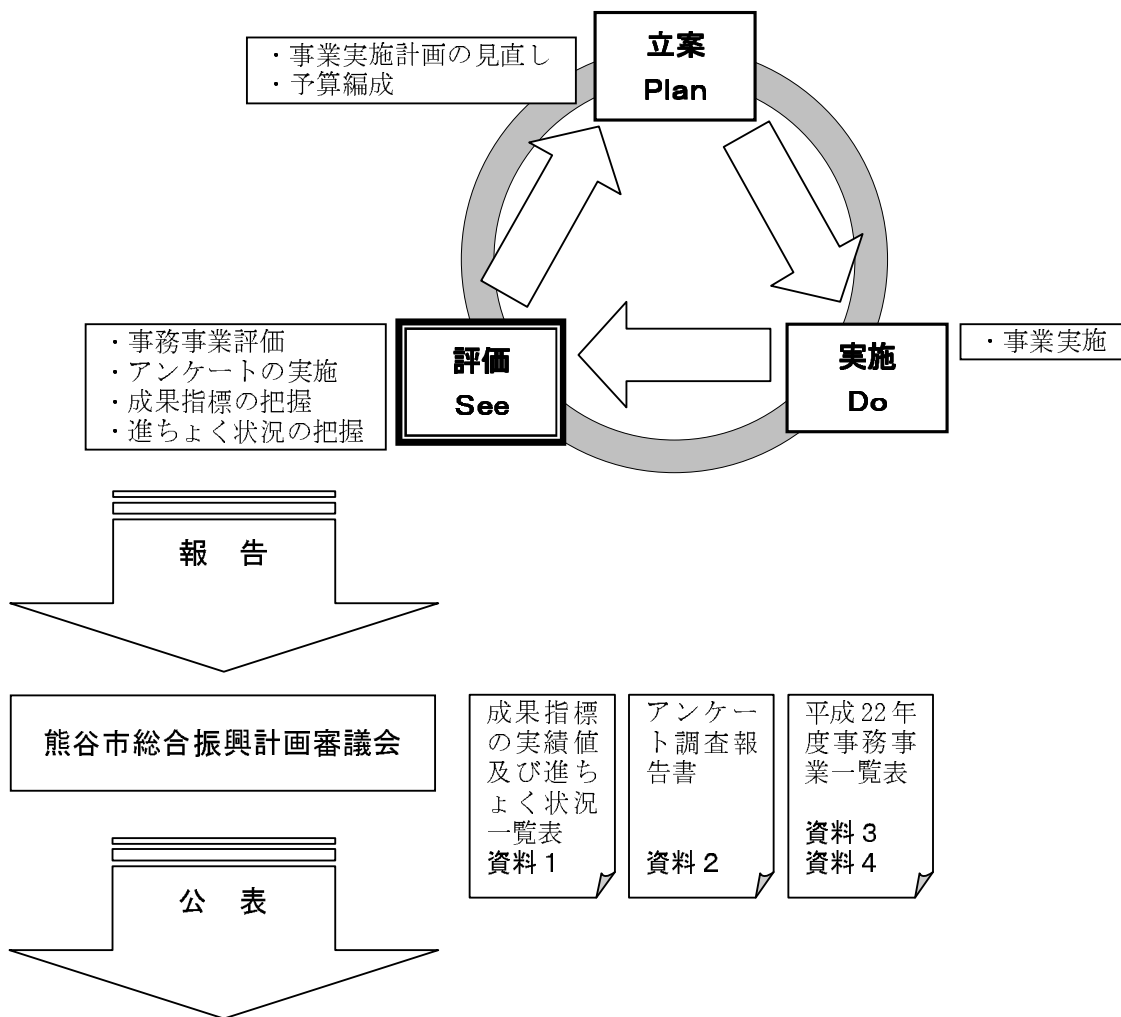 立案
Plan
・事業実施計画の見直し
・予算編成
・事務事業評価
・アンケートの実施
・成果指標の把握
・進ちょく状況の把握
評価
See
実施
Do
・事業実施
報 告
熊谷市総合振興計画審議会
成果指標
の実績値
及び進ち
ょく状況
一覧表
資料1
アンケー
ト調査報
告書
資料2
平成22年
度事務事
業一覧表
資料3
資料4
公 表